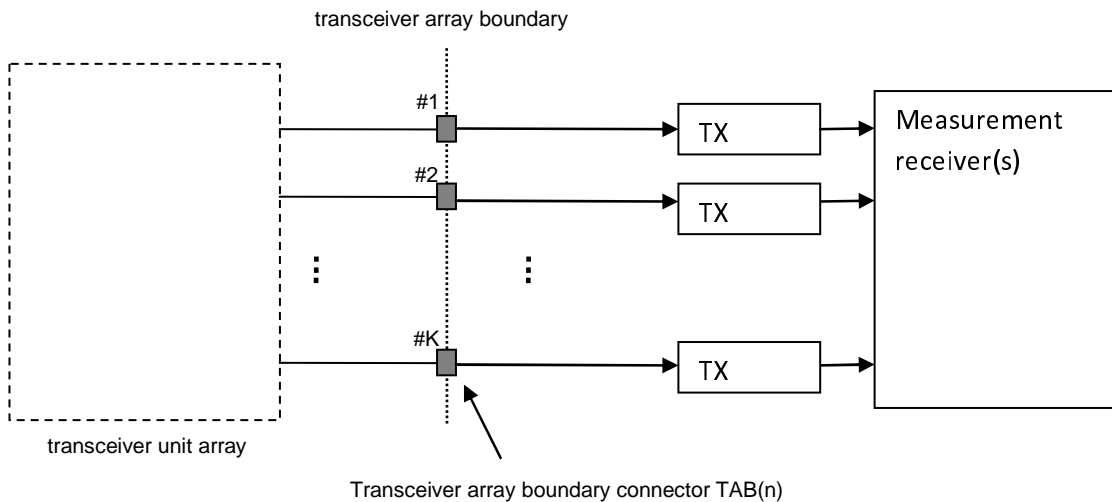 transceiver array boundary
#1
TX
Measurement
receiver(s)
#2
TX
#K
TX
transceiver unit array
Transceiver array boundary connector TAB(n)